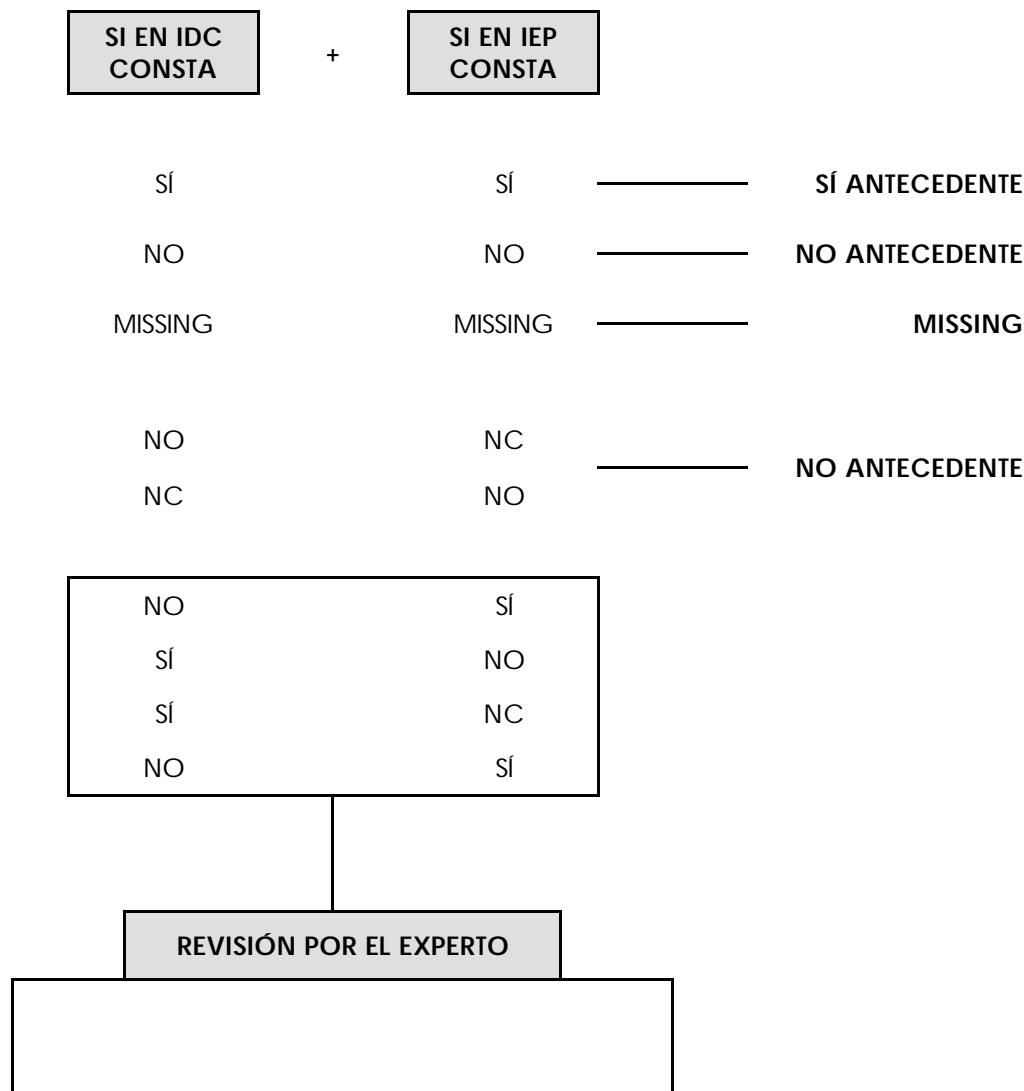 SI EN IDC
CONSTA
+
SI EN IEP
CONSTA
SÍ SÍ SÍ ANTECEDENTE
NO NO NO ANTECEDENTE
MISSING MISSING MISSING
NO NC
NO ANTECEDENTE
NC NO
NO SÍ
SÍ NO
SÍ NC
NO SÍ
REVISIÓN POR EL EXPERTO